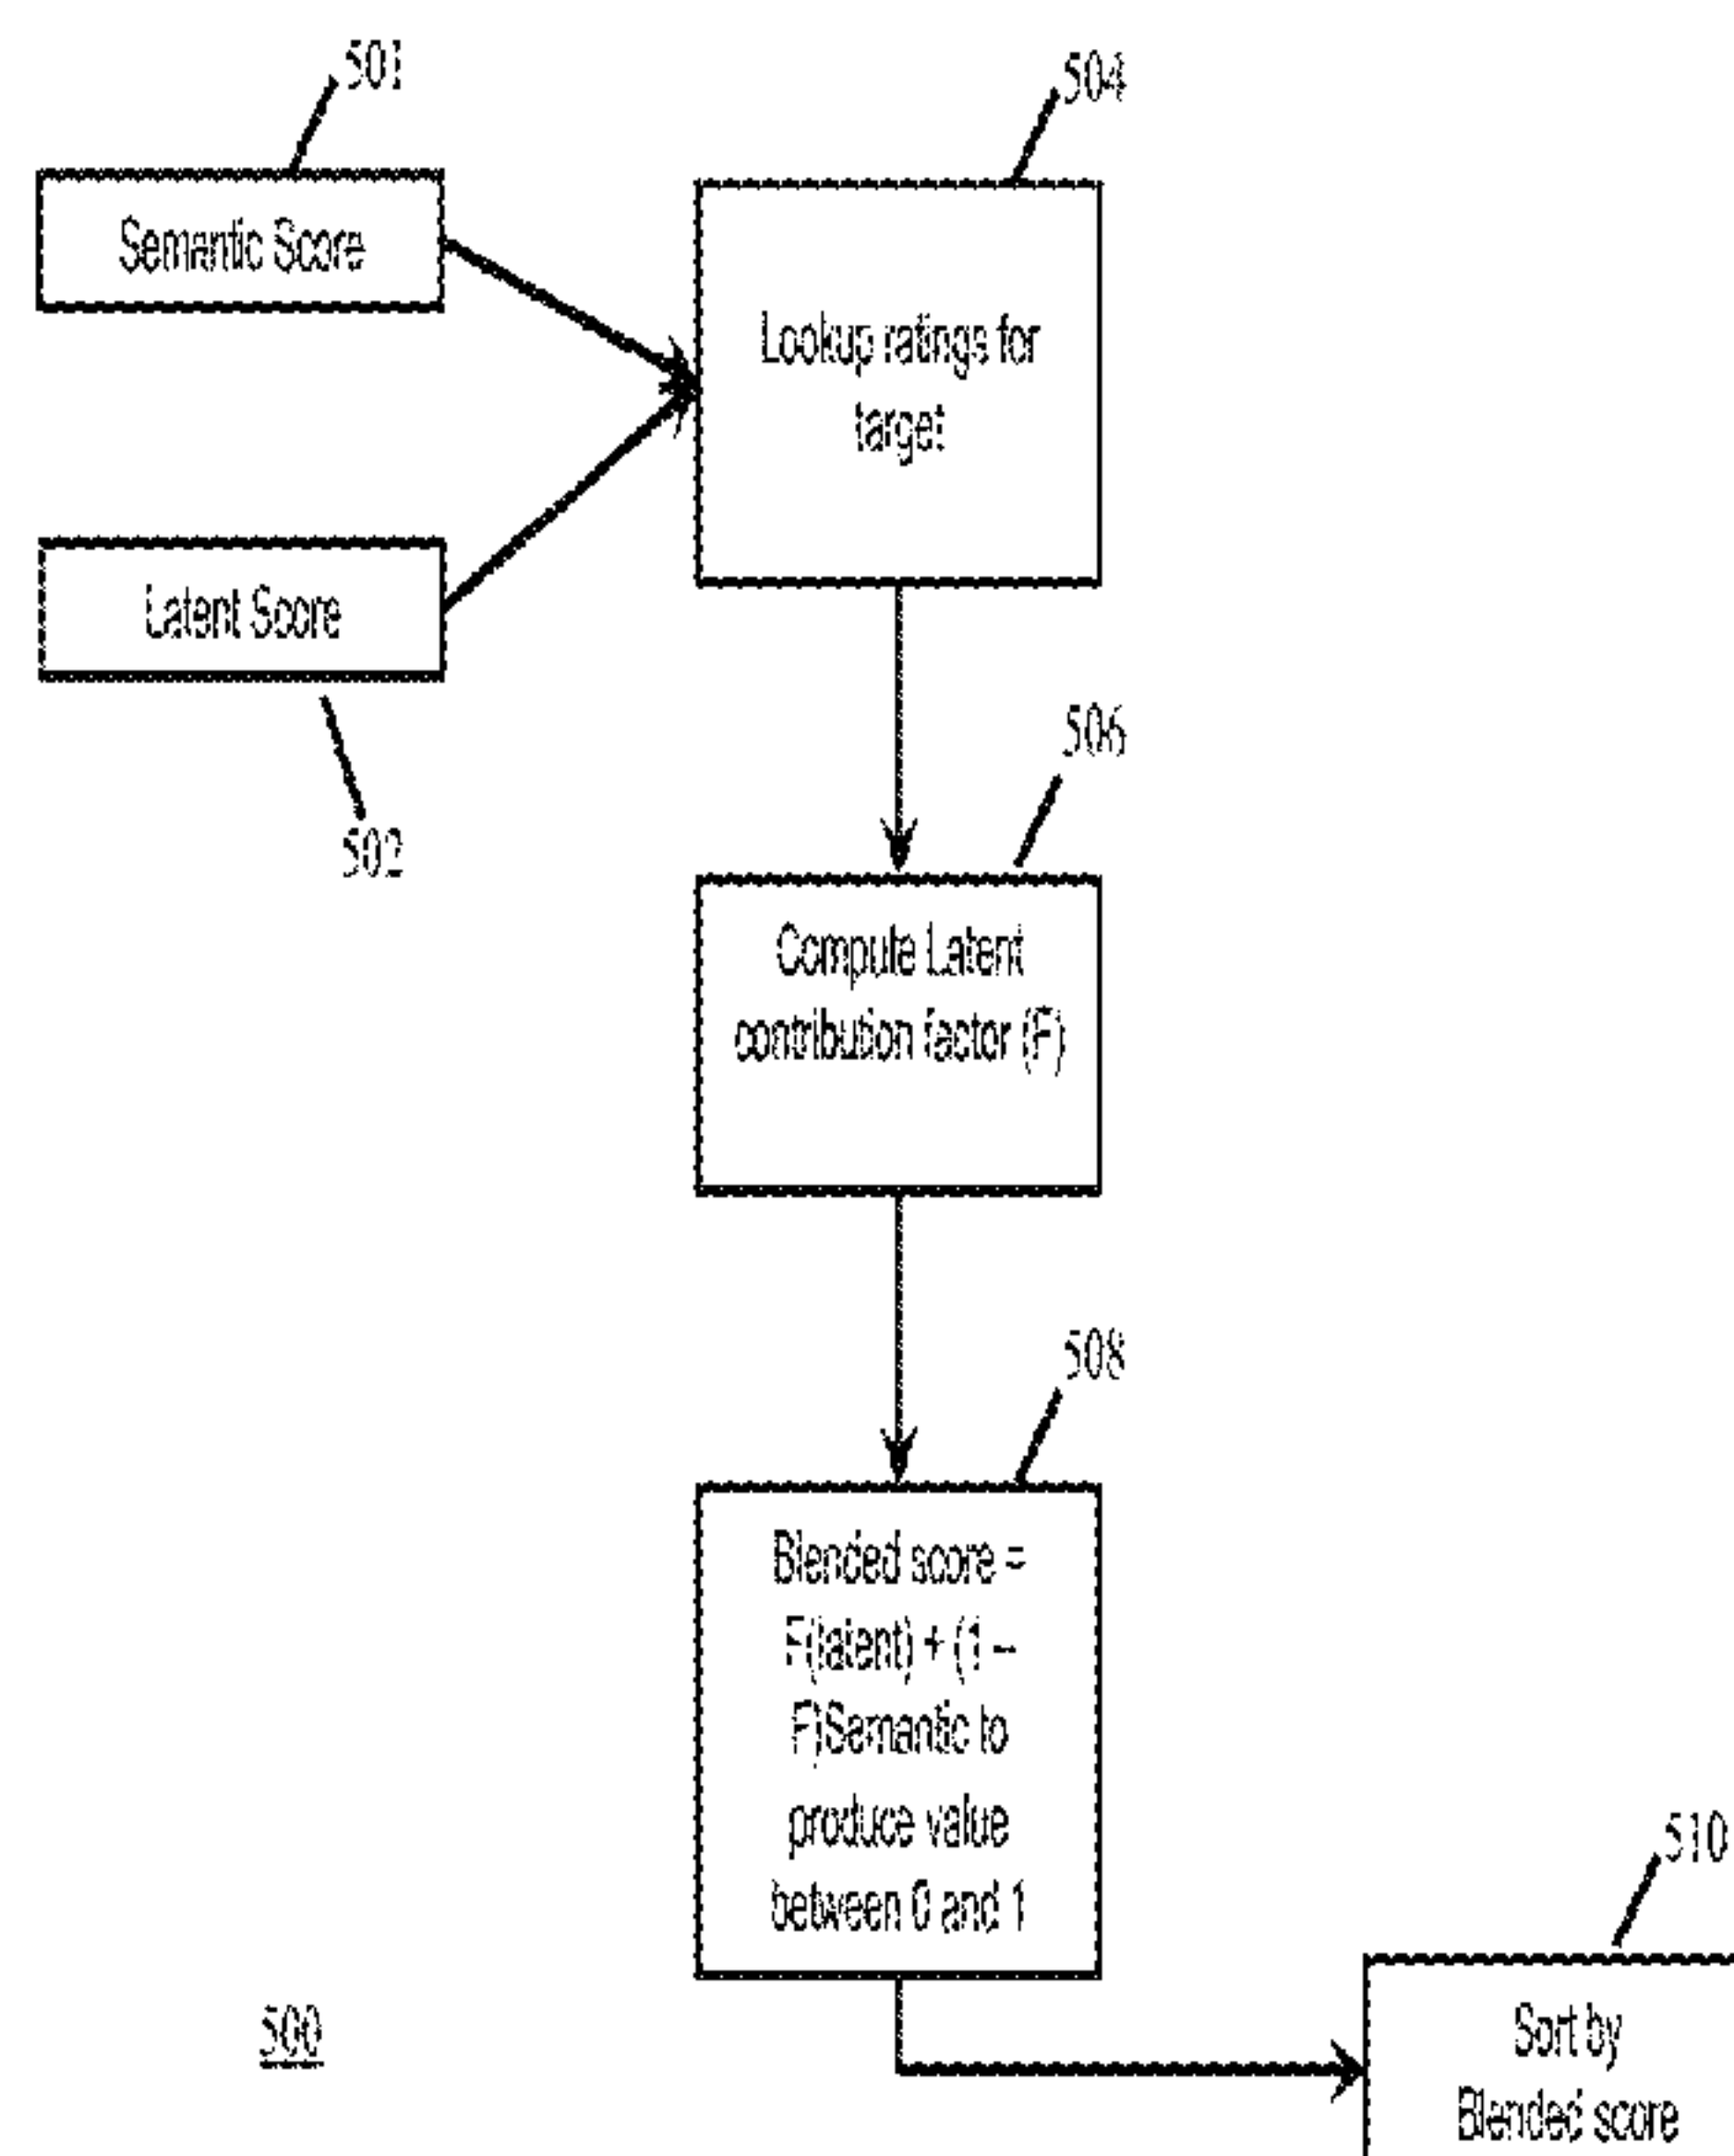 501
504
Semantic Score
Lookup ratings for
target
Latent Score
502
506
Compute Latent
contribution factor (F)
508
Blended score =
F(latent) + (1 –
F)Semantic to
produce value
between 0 and 1
510
500
Sort by
Blended score